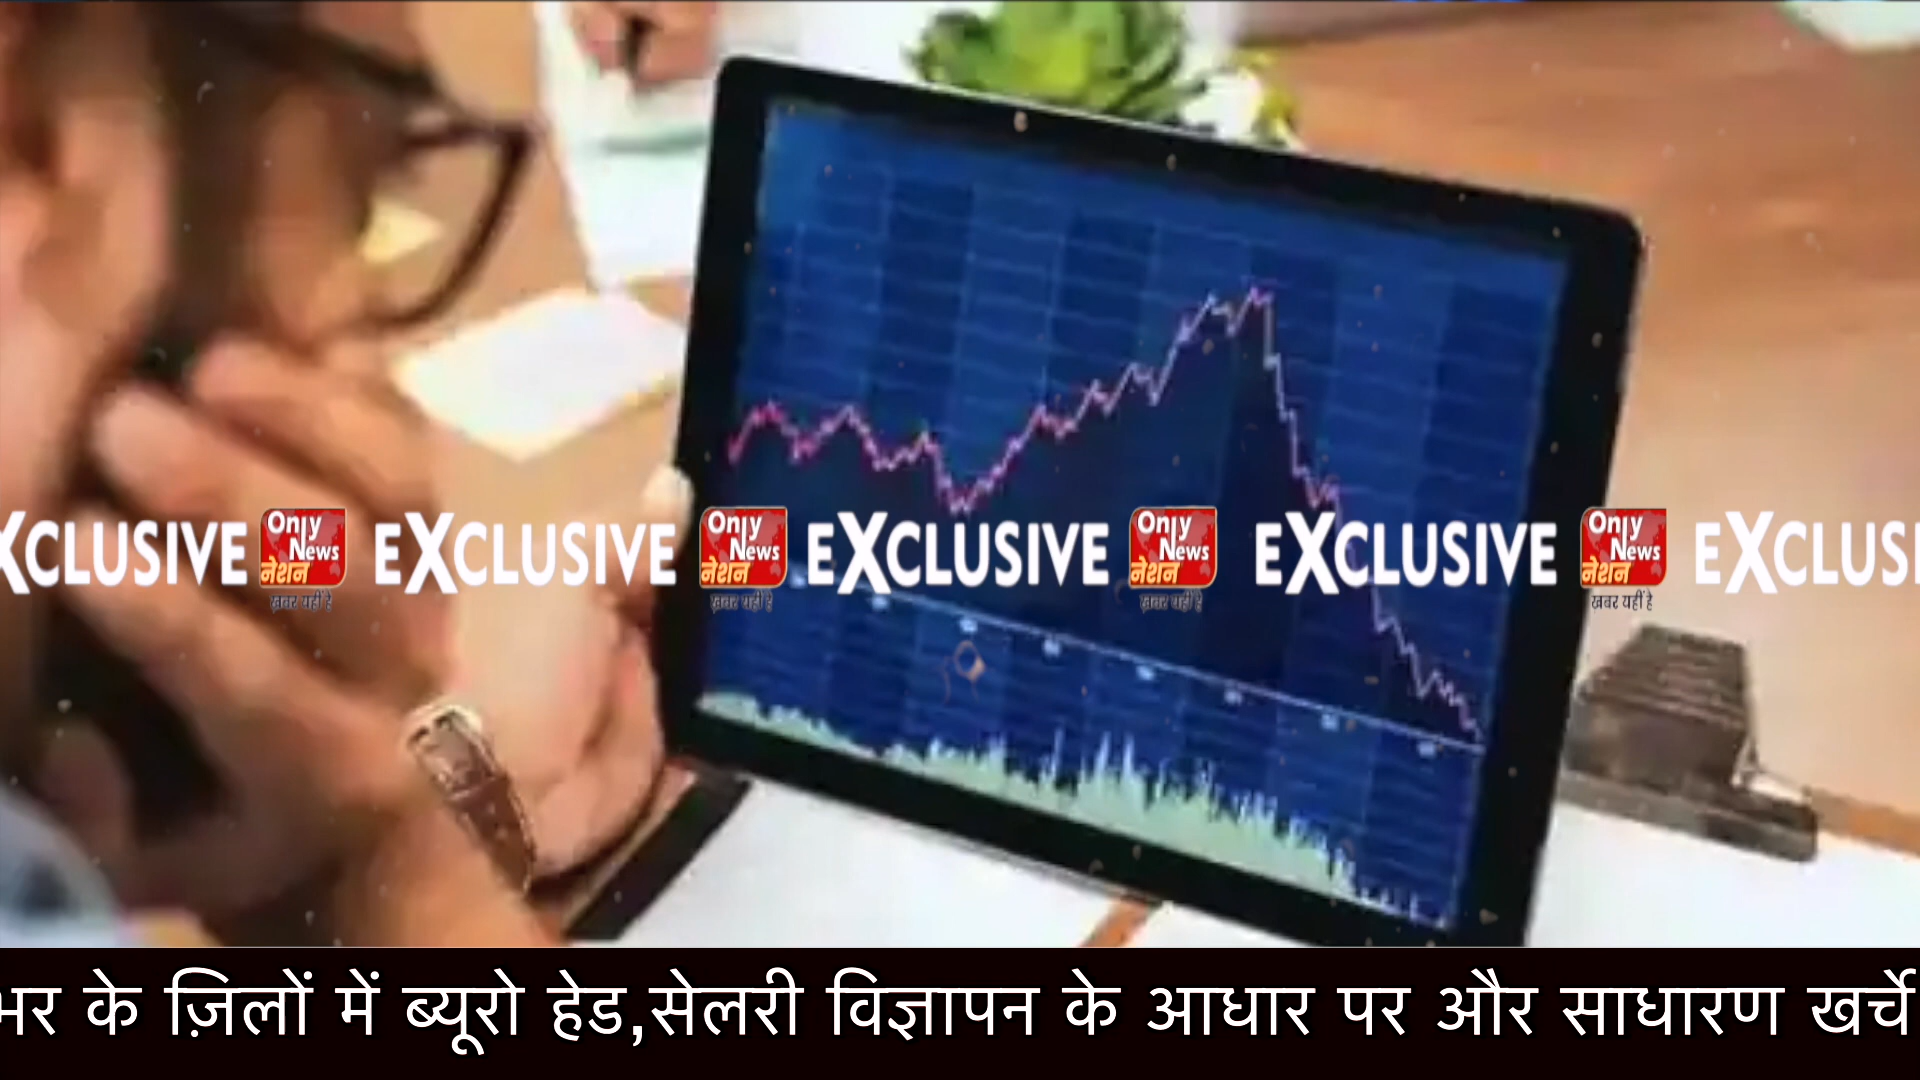 XCLUSIVE Only News नेशन ख़बर यहीं है EXCLUSIVE Only News नेशन ख़बर यहीं है EXCLUSIVE Only News नेशन ख़बर यहीं है EXCLUSIVE Only News नेशन ख़बर यहीं है EXCLUS
भर के ज़िलों में ब्यूरो हेड,सेलरी विज्ञापन के आधार पर और साधारण खर्चे